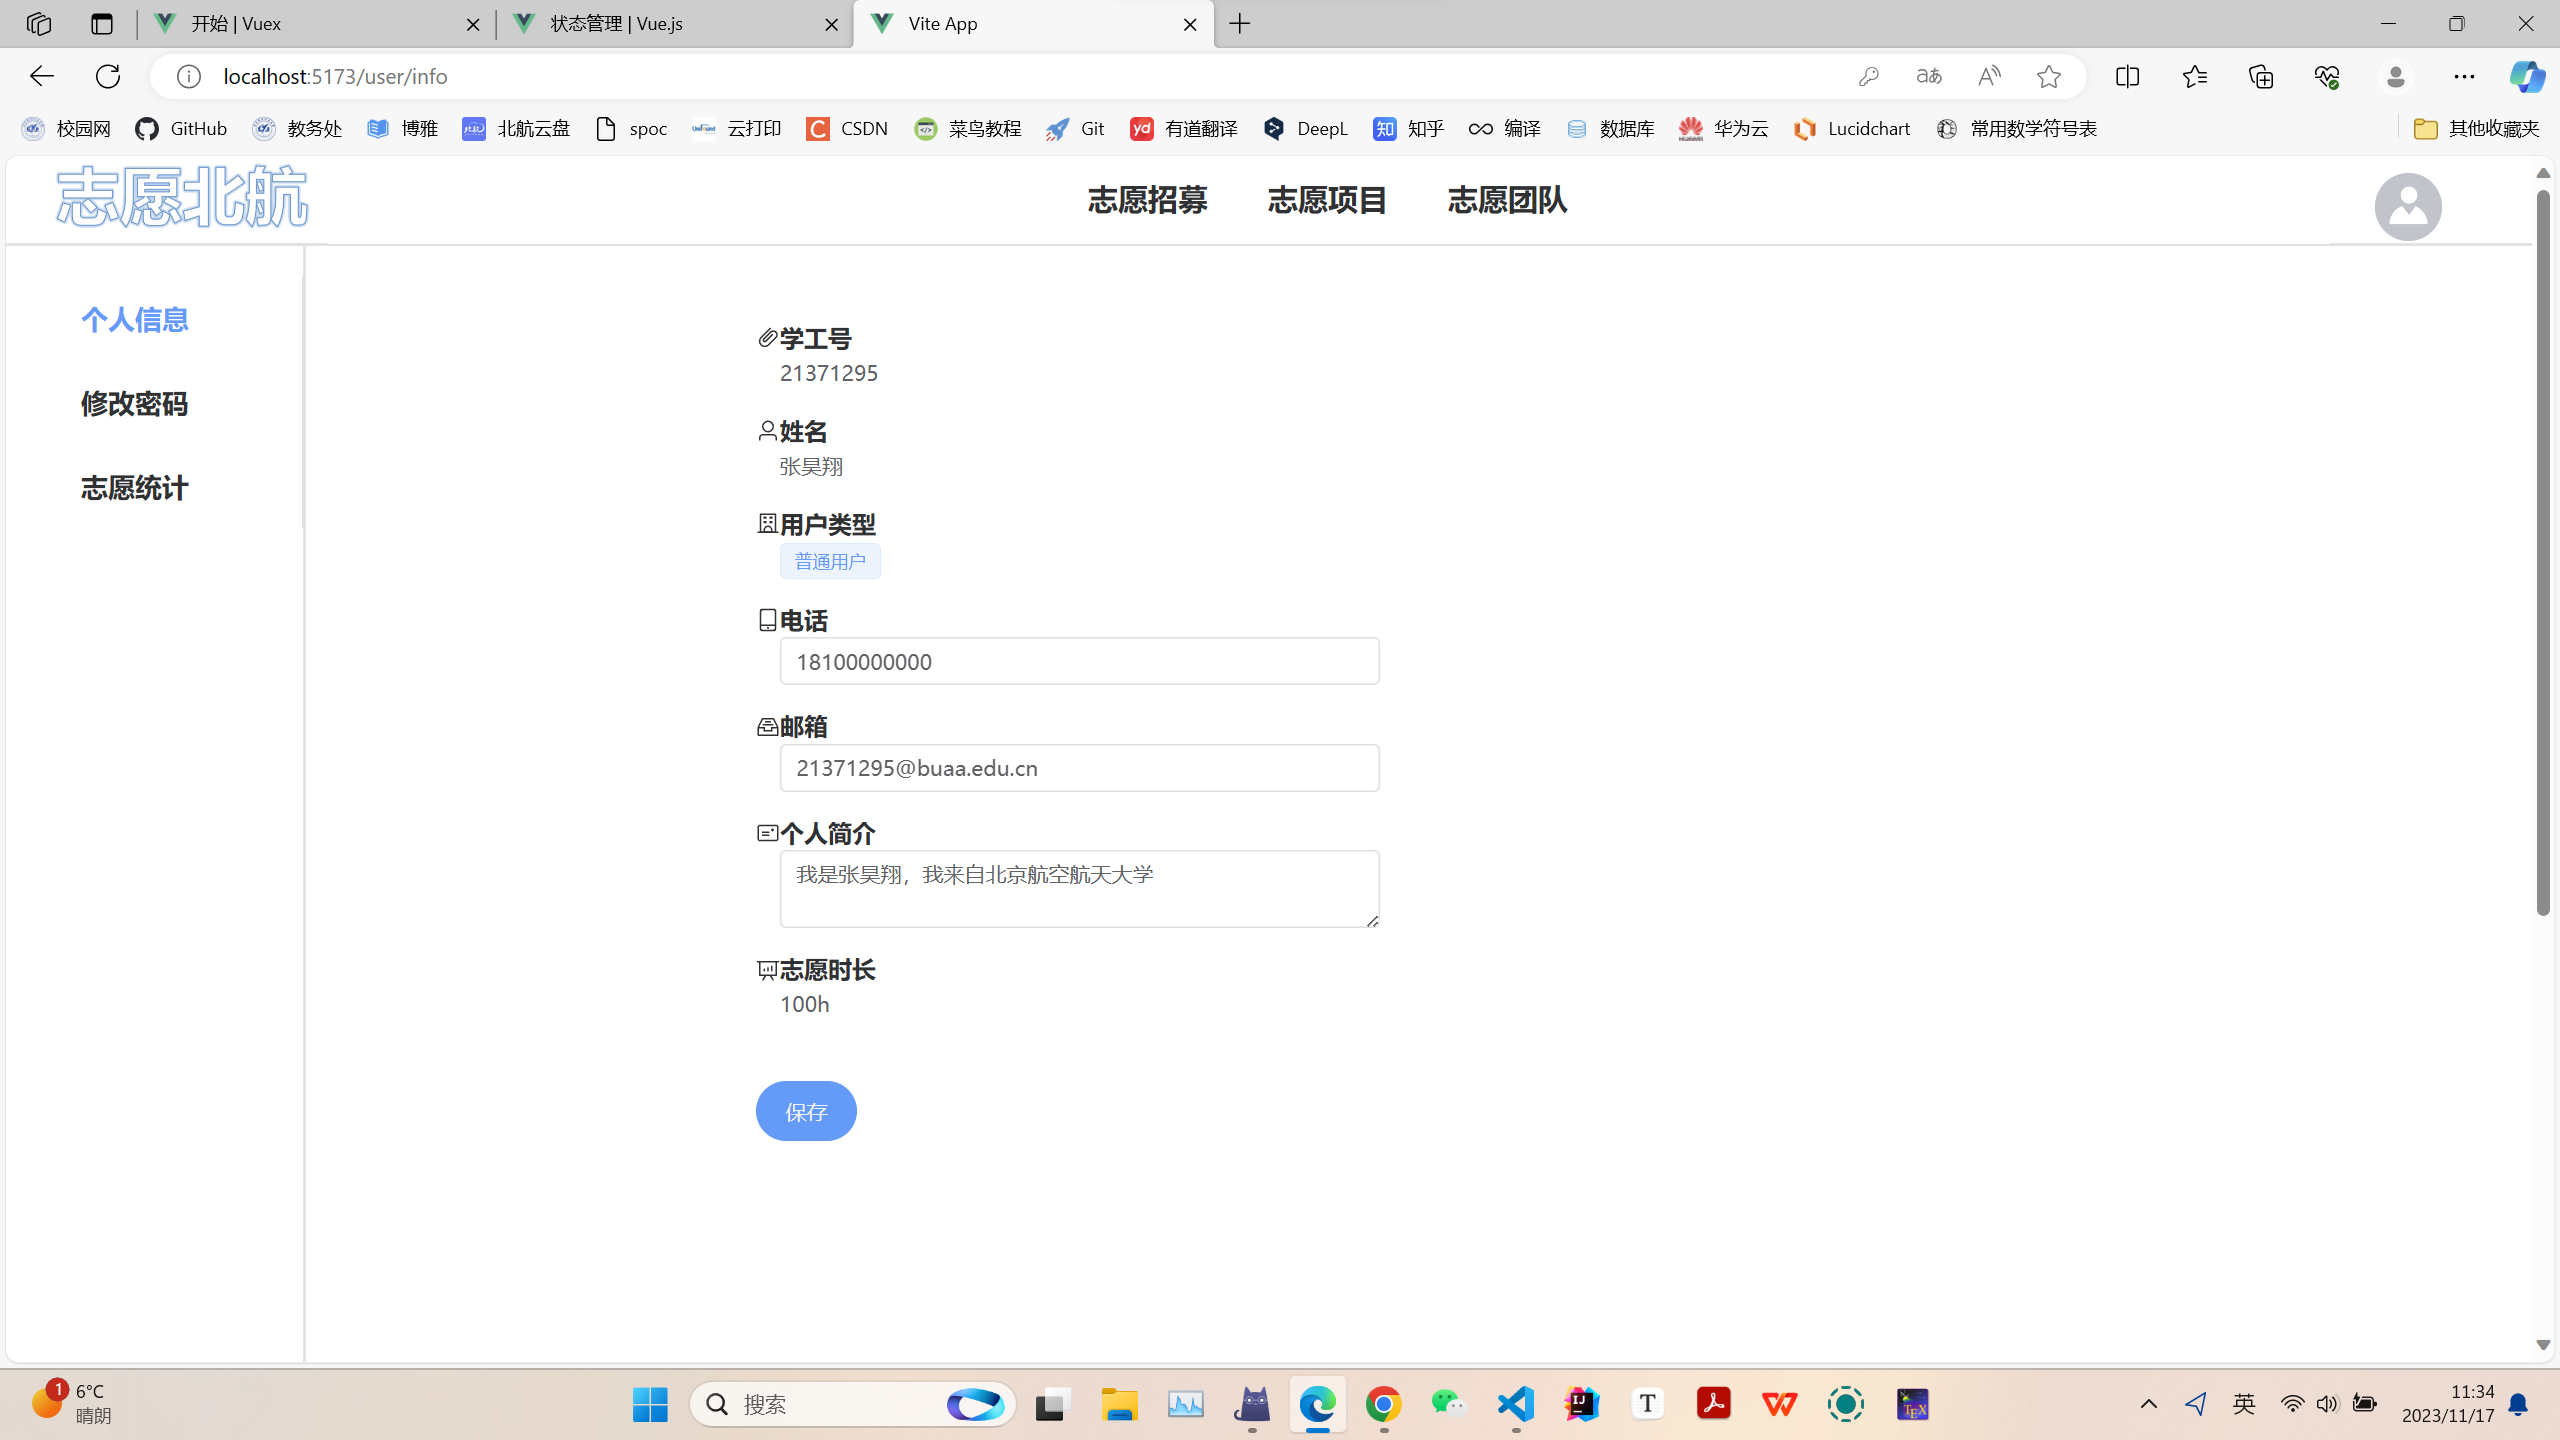 开始 | Vuex
状态管理 | Vue.js
Vite App
localhost:5173/user/info
校园网 GitHub 教务处 博雅 北航云盘 spoc 云打印 CSDN 菜鸟教程 Git 有道翻译 DeepL 知乎 编译 数据库 华为云 Lucidchart 常用数学符号表 其他收藏夹
志愿北航
志愿招募 志愿项目 志愿团队
个人信息
修改密码
志愿统计
学工号
21371295
姓名
张昊翔
用户类型
普通用户
电话
18100000000
邮箱
21371295@buaa.edu.cn
个人简介
我是张昊翔，我来自北京航空航天大学
志愿时长
100h
保存
1
6°C
晴朗
搜索
英
11:34
2023/11/17